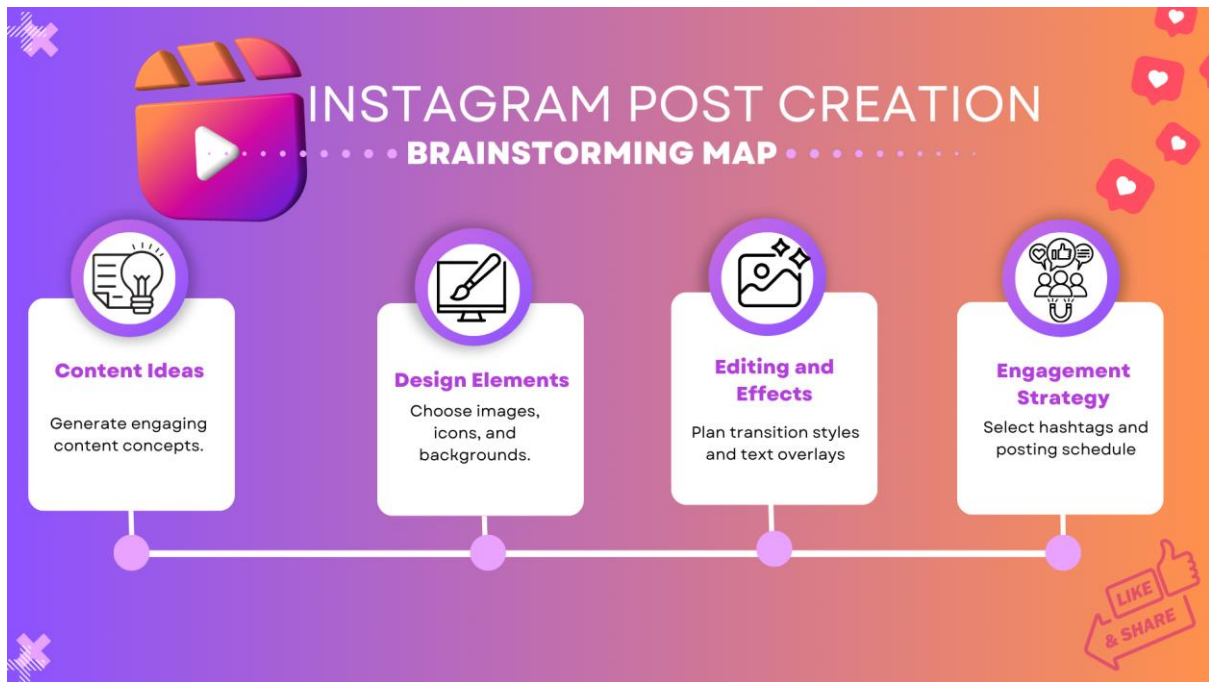 INSTAGRAM POST CREATION
BRAINSTORMING MAP
Content Ideas
Generate engaging
content concepts.
Design Elements
Choose images,
icons, and
backgrounds.
Editing and
Effects
Plan transition styles
and text overlays
Engagement
Strategy
Select hashtags and
posting schedule
LIKE
& SHARE